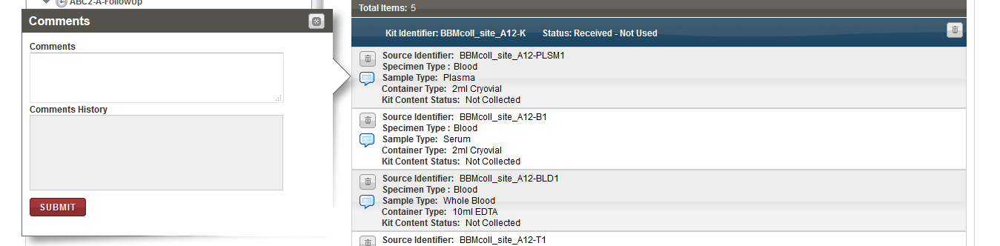 ABC2-A-FollowUp
Comments
Comments
Comments History
SUBMIT
Total Items: 5
Kit Identifier: BBMcoll_site_A12-K Status: Received - Not Used
Source Identifier: BBMcoll_site_A12-PLSM1
Specimen Type : Blood
Sample Type: Plasma
Container Type: 2ml Cryovial
Kit Content Status: Not Collected
Source Identifier: BBMcoll_site_A12-B1
Specimen Type : Blood
Sample Type: Serum
Container Type: 2ml Cryovial
Kit Content Status: Not Collected
Source Identifier: BBMcoll_site_A12-BLD1
Specimen Type : Blood
Sample Type: Whole Blood
Container Type: 10ml EDTA
Kit Content Status: Not Collected
Source Identifier: BBMcoll_site_A12-T1